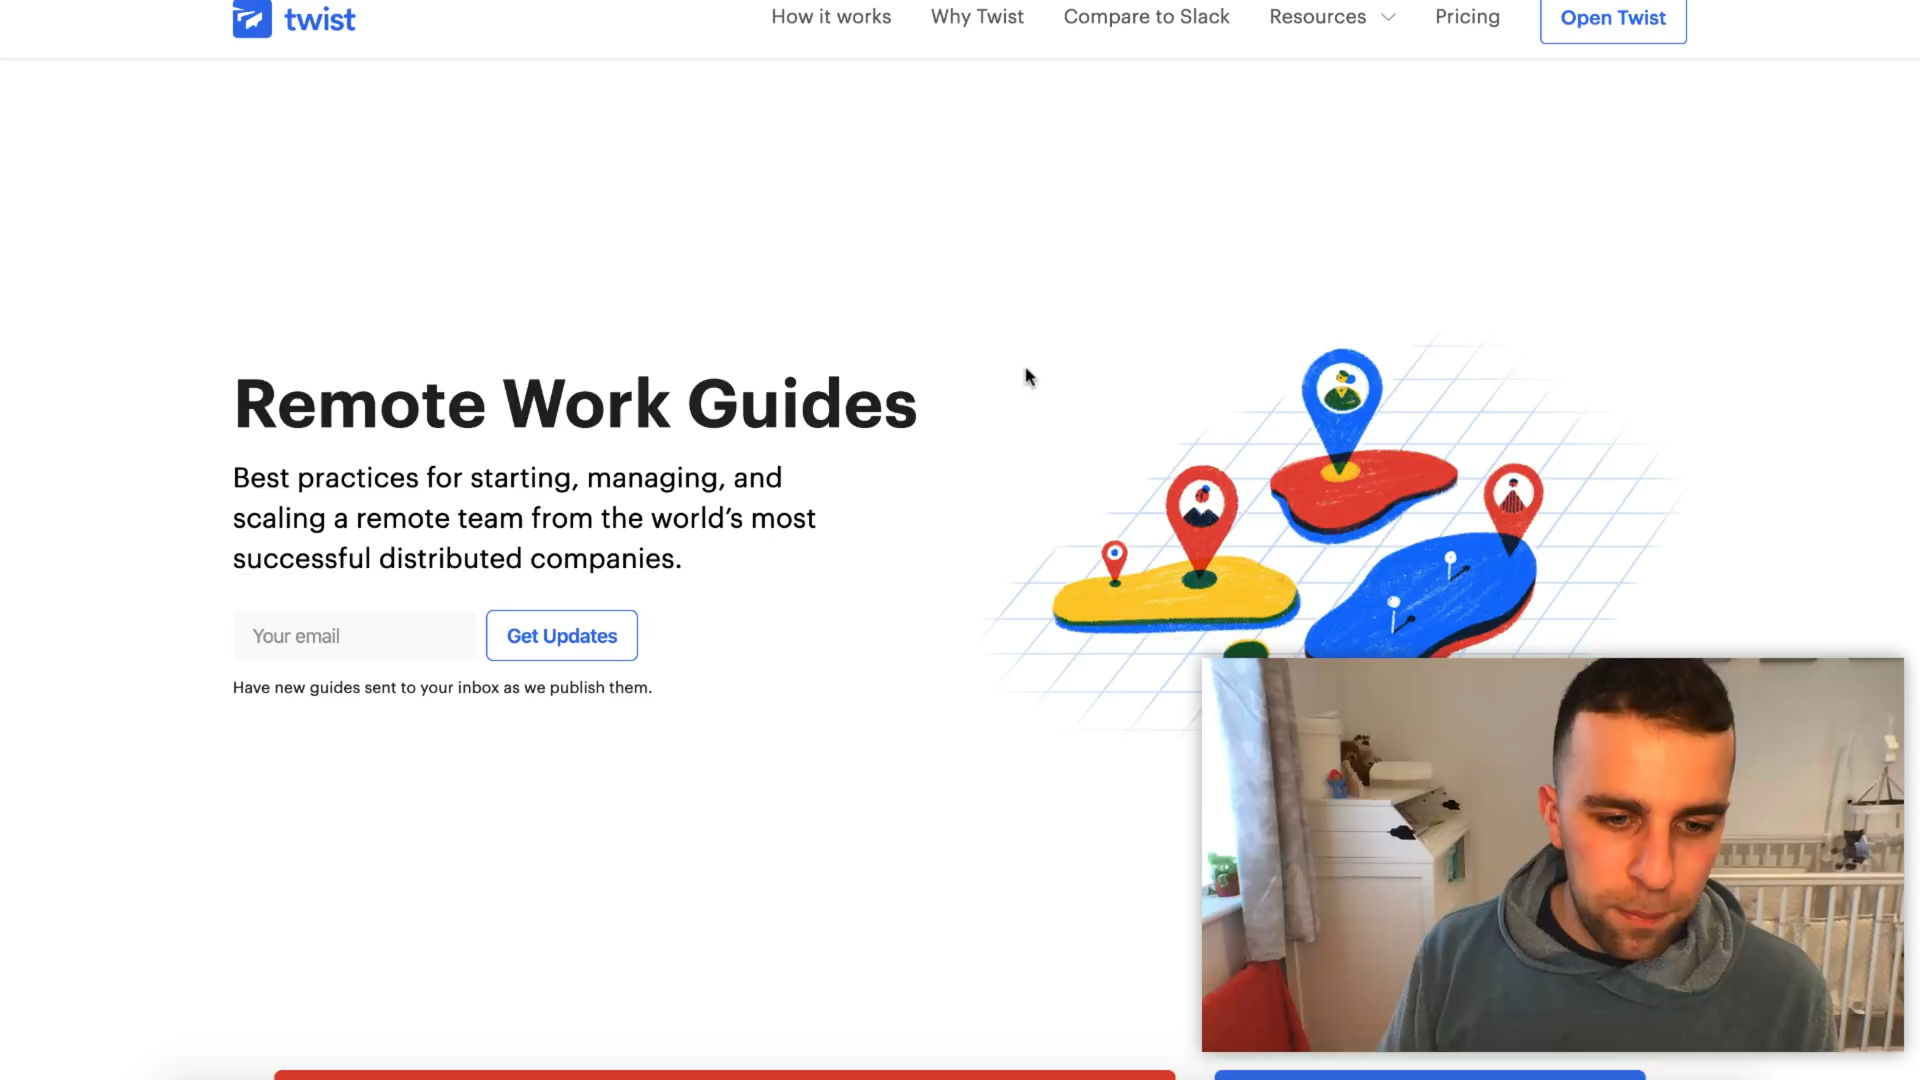 twist
How it works
Why Twist
Compare to Slack
Resources
Pricing
Open Twist
Remote Work Guides
Best practices for starting, managing, and
scaling a remote team from the world’s most
successful distributed companies.
Your email
Get Updates
Have new guides sent to your inbox as we publish them.